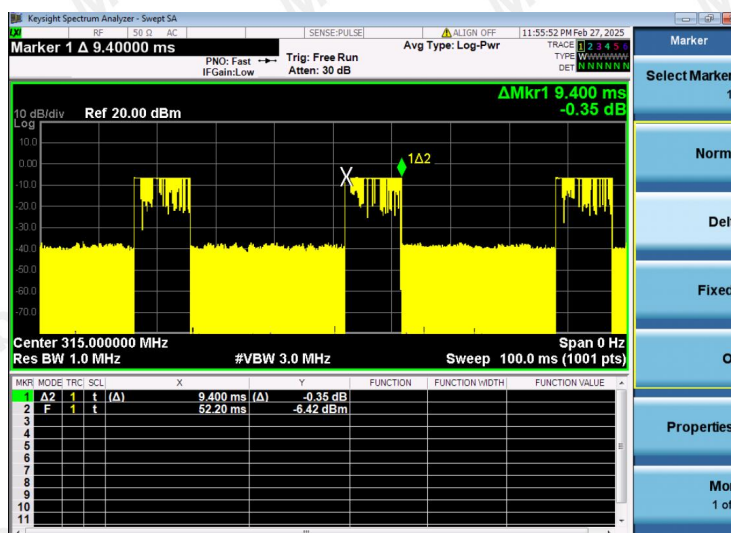 Keysight Spectrum Analyzer - Swept SA
LXI RF 50 Ω AC SENSE:PULSE ALIGN OFF 11:55:52 PM Feb 27, 2025
Marker 1 Δ 9.40000 ms
PNO: Fast
IFGain:Low
Trig: Free Run
Atten: 30 dB
Avg Type: Log-Pwr
TRACE 1 2 3 4 5 6
TYPE W
DET N N N N N N
ΔMkr1 9.400 ms
-0.35 dB
10 dB/div Ref 20.00 dBm
Log
10.0
0.00
-10.0
-20.0
-30.0
-40.0
-50.0
-60.0
-70.0
X
1Δ2
Center 315.000000 MHz Span 0 Hz
Res BW 1.0 MHz #VBW 3.0 MHz Sweep 100.0 ms (1001 pts)
MKR MODE TRC SCL X Y FUNCTION FUNCTION WIDTH FUNCTION VALUE
1 Δ2 1 t (Δ) 9.400 ms (Δ) -0.35 dB
2 F 1 t 52.20 ms -6.42 dBm
3
4
5
6
7
8
9
10
11
Marker
Select Marker
1
Norm
Del
Fixed
O
Properties
Mo
1 of